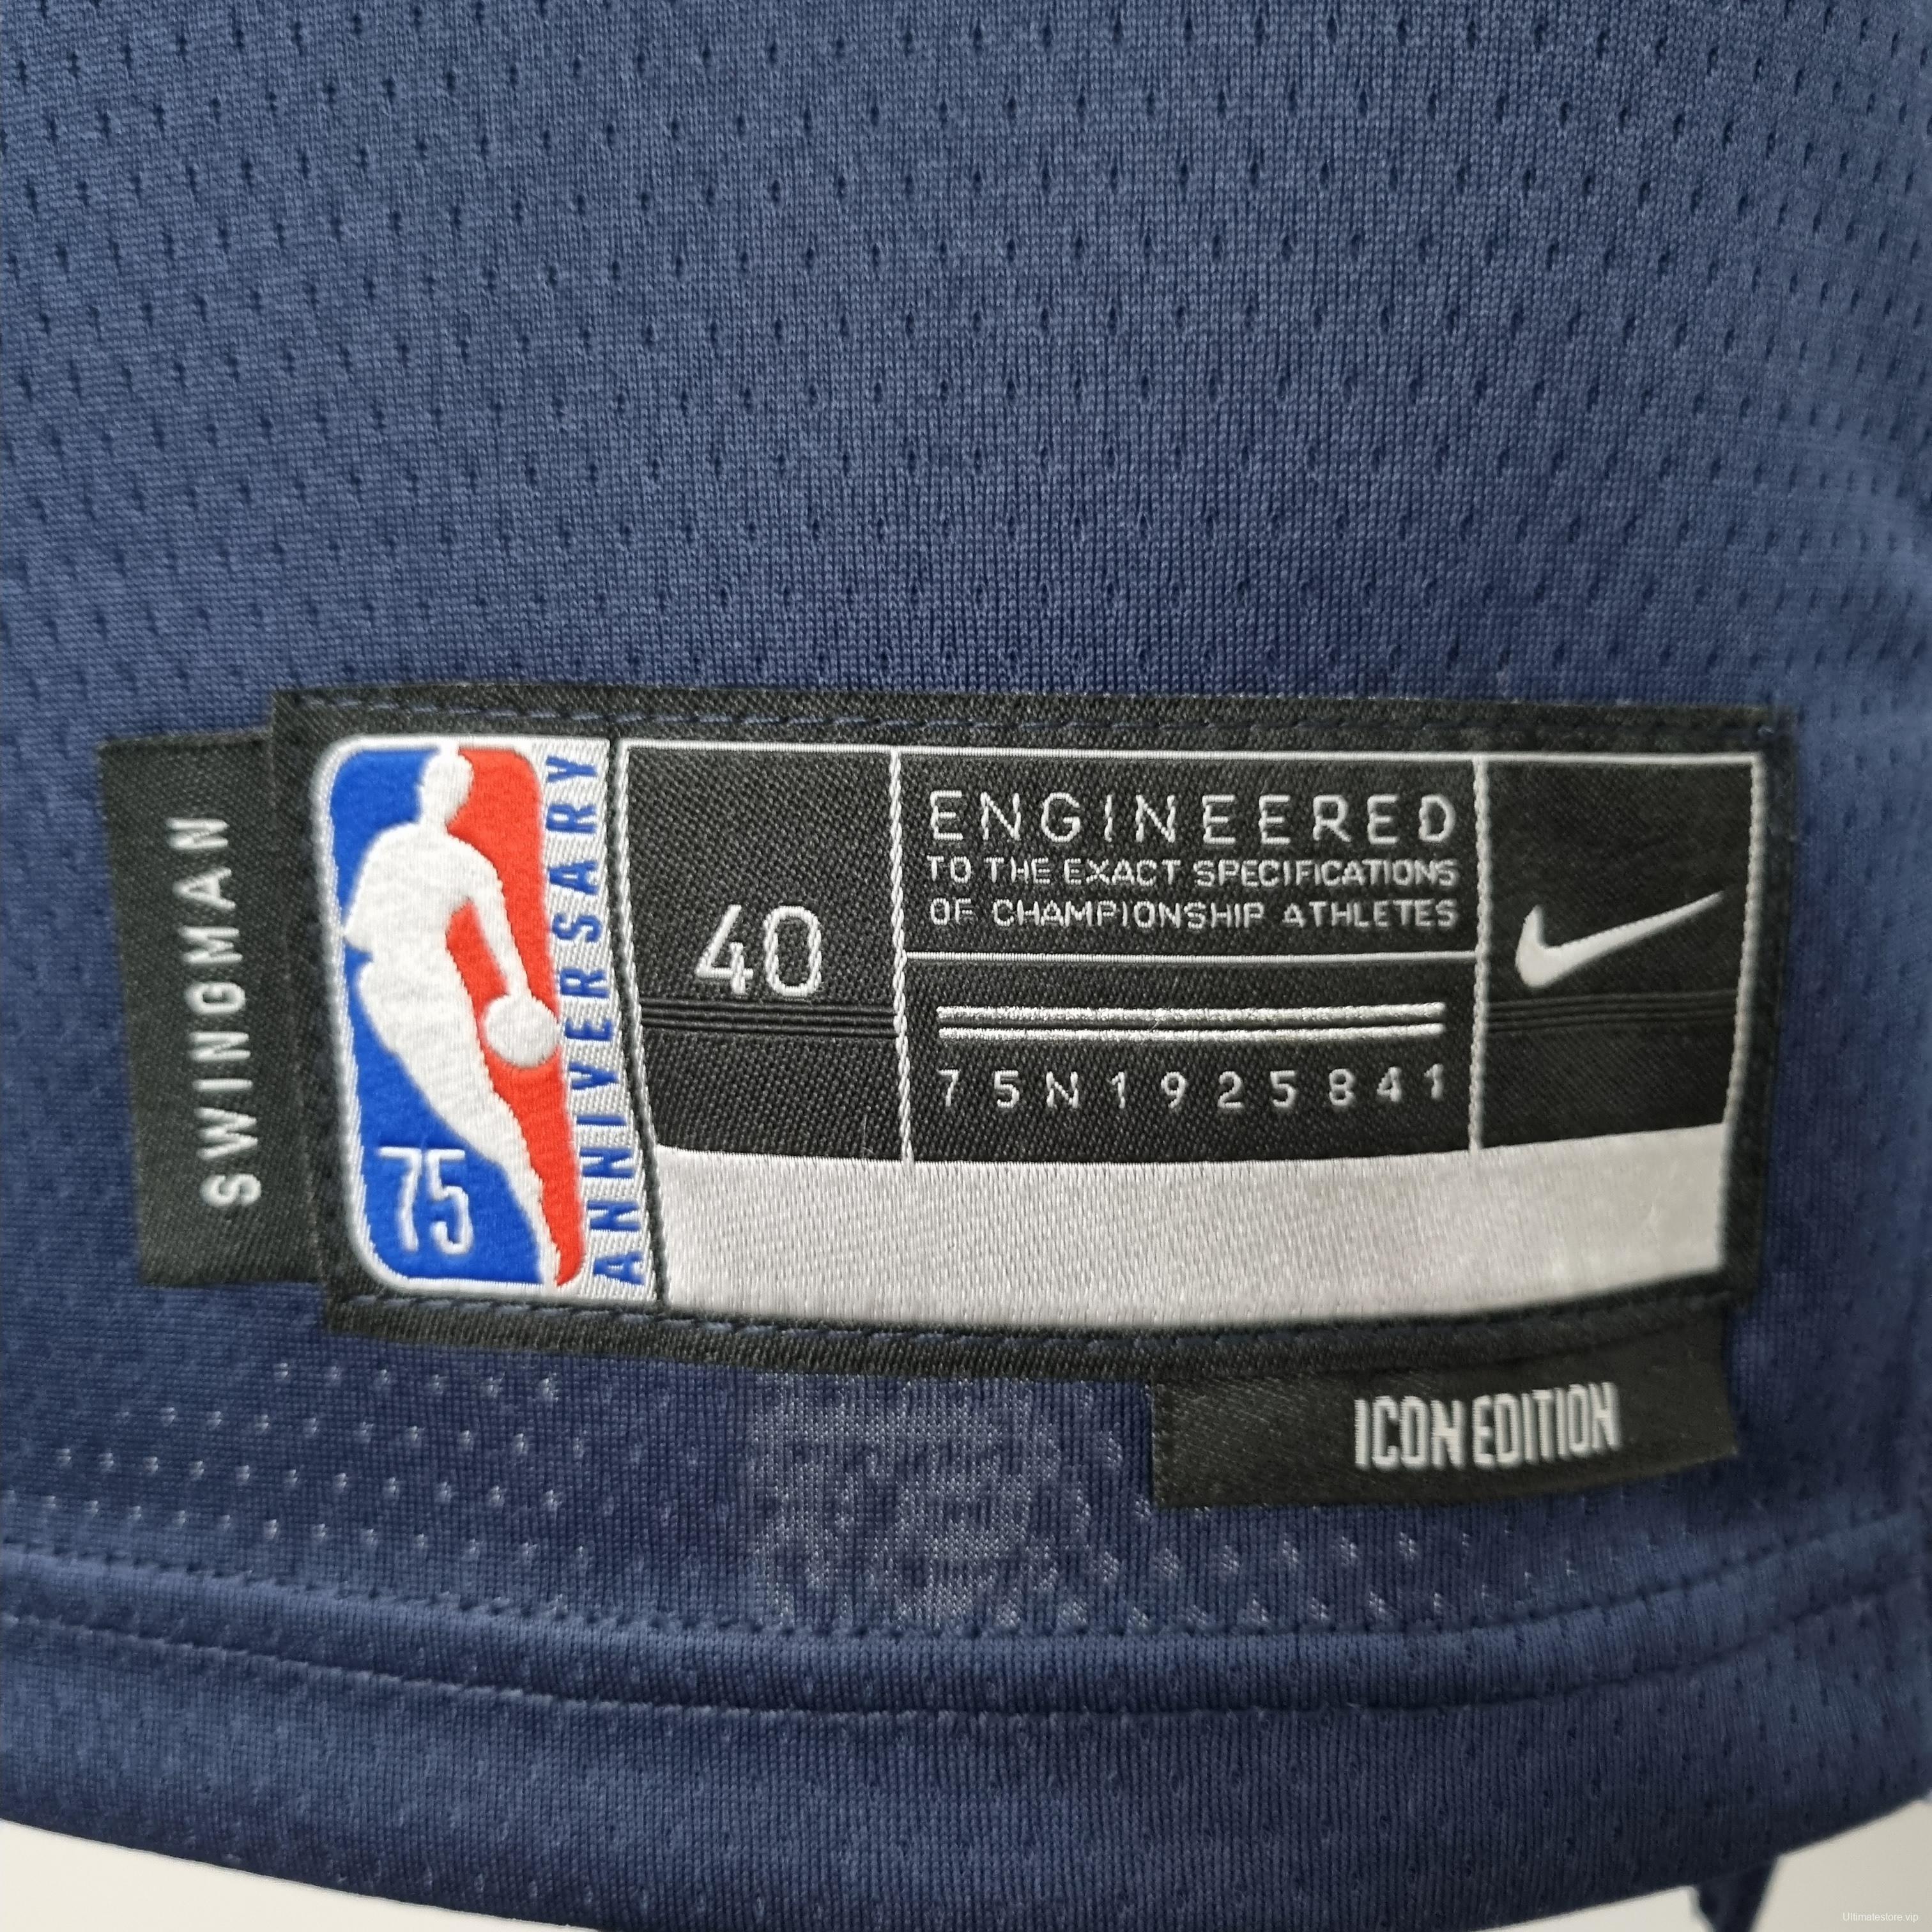 SWINGMAN
75
ANNIVERSARY
40
ENGINEERED
TO THE EXACT SPECIFICATIONS
OF CHAMPIONSHIP ATHLETES
75N1925841
ICON EDITION
Ultimatestore.vip